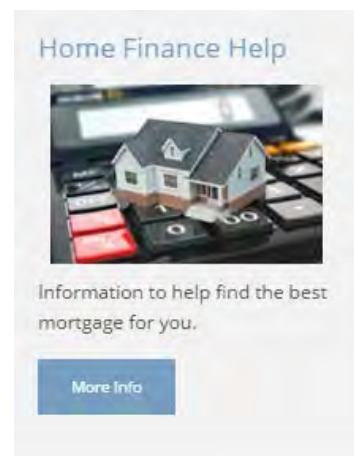 Home Finance Help
Information to help find the best
mortgage for you.
More Info